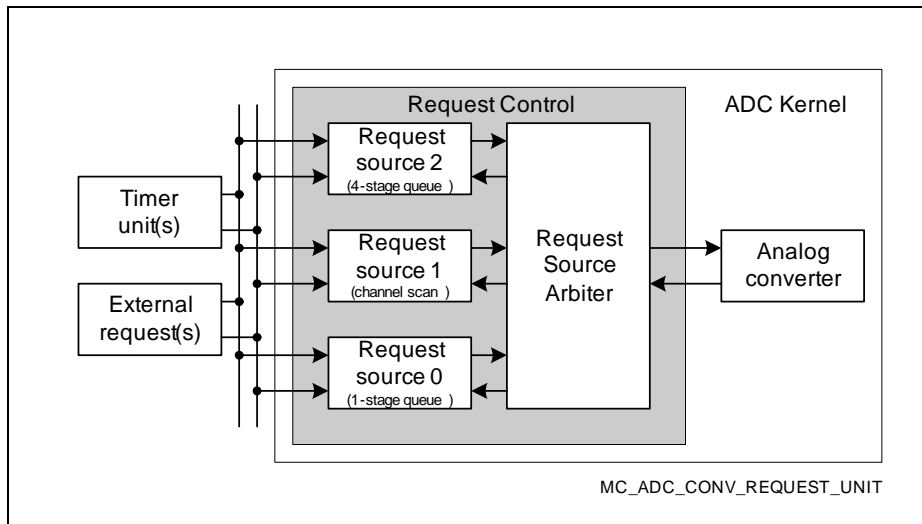 Request Control
ADC Kernel
Request
source 2
(4-stage queue )
Timer
unit(s)
Request
source 1
(channel scan )
Request
Source
Arbiter
Analog
converter
External
request(s)
Request
source 0
(1-stage queue )
MC_ADC_CONV_REQUEST_UNIT